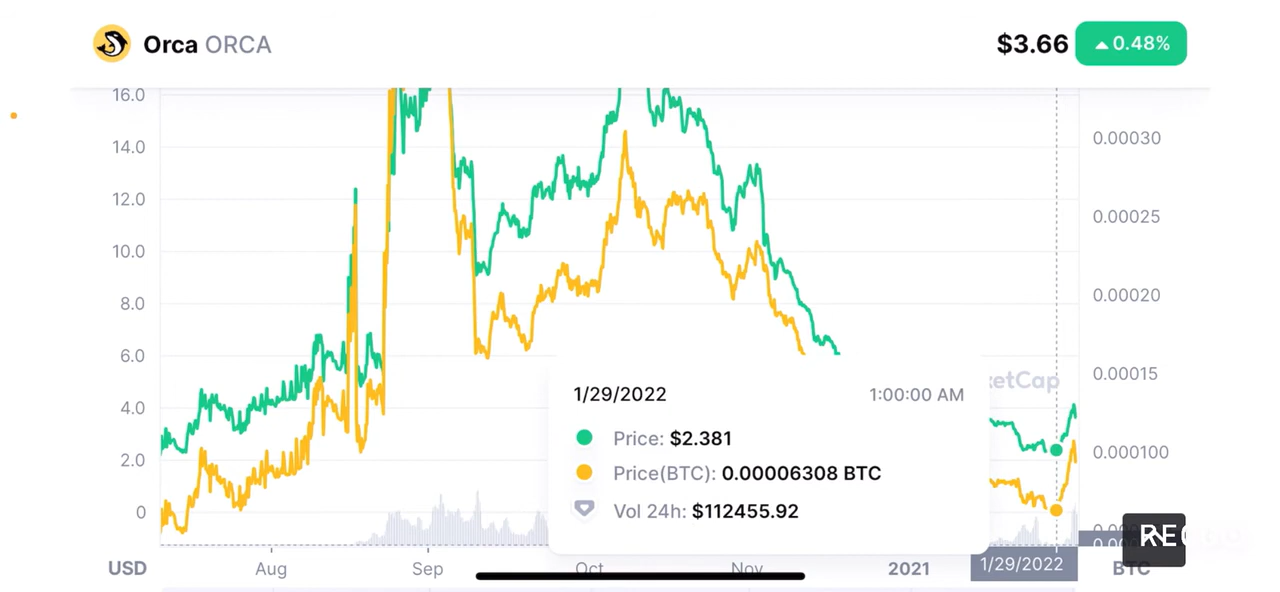 Orca ORCA $3.66 0.48%
16.0
14.0 0.00030
12.0 0.00025
10.0
8.0 0.00020
6.0 0.00015
etCap
1/29/2022 1:00:00 AM
4.0
Price: $2.381
2.0 0.000100
Price(BTC): 0.00006308 BTC
Vol 24h: $112455.92
0
USD Aug Sep Oct Nov 2021 1/29/2022 BTC